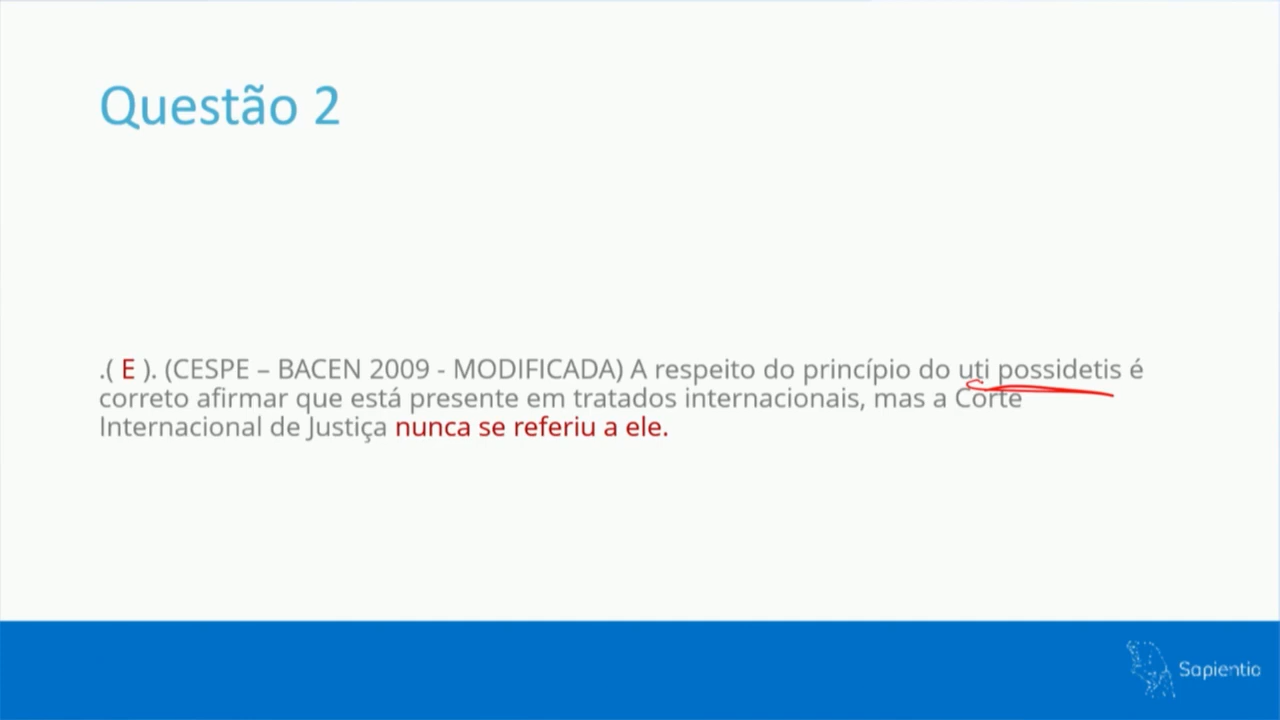 Questão 2
.( E ). (CESPE – BACEN 2009 - MODIFICADA) A respeito do princípio do uti possidetis é
correto afirmar que está presente em tratados internacionais, mas a Corte
Internacional de Justiça nunca se referiu a ele.
Sapientia